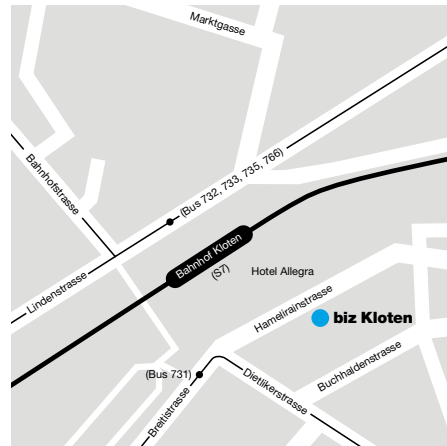 Marktgasse
Bahnhofstrasse
(Bus 732, 733, 735, 766)
Lindenstrasse
Bahnhof Kloten
(S7)
Hotel Allegra
Hamelirainstrasse
biz Kloten
(Bus 731)
Breitistrasse
Dietlikerstrasse
Buchhaldenstrasse